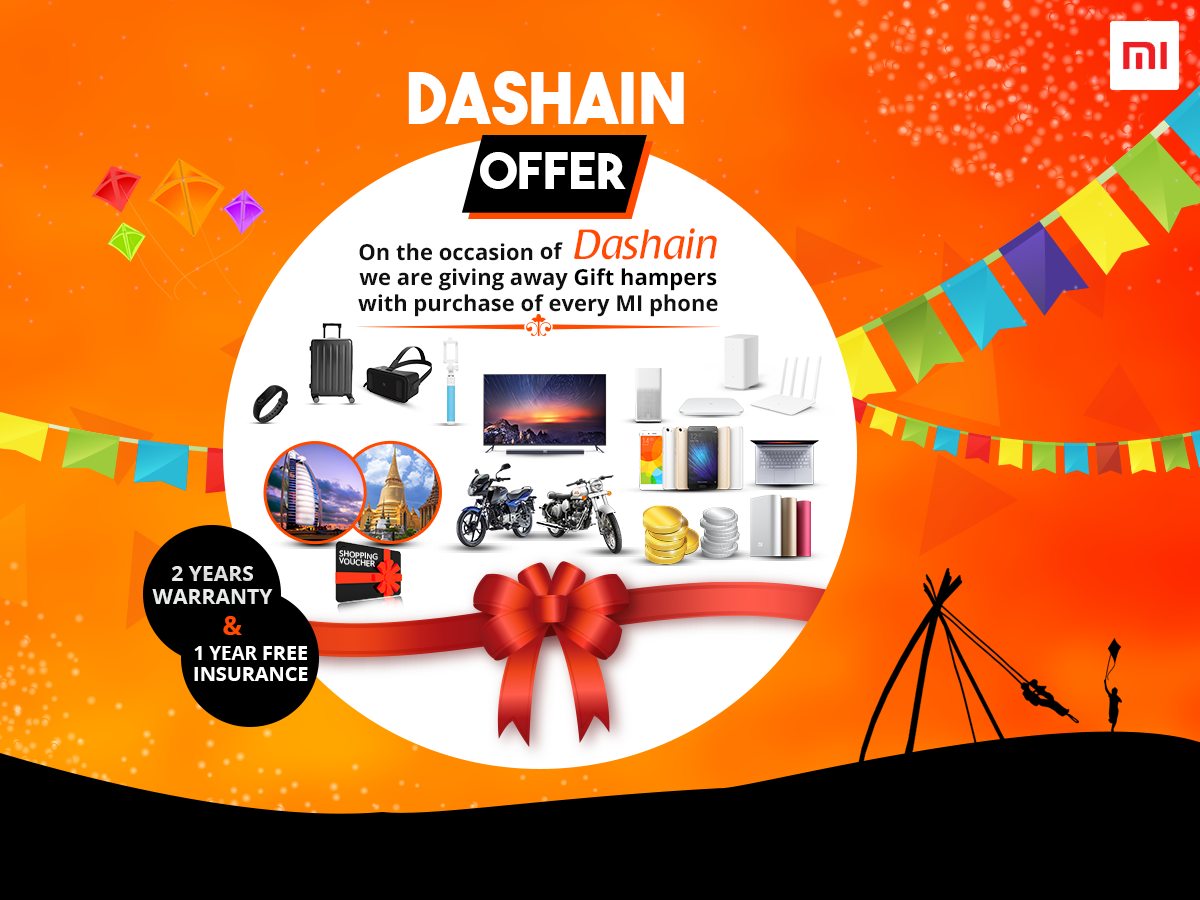 MI
DASHAIN
OFFER
On the occasion of Dashain
we are giving away Gift hampers
with purchase of every MI phone
SHOPPING
VOUCHER
2 YEARS
WARRANTY
&
1 YEAR FREE
INSURANCE